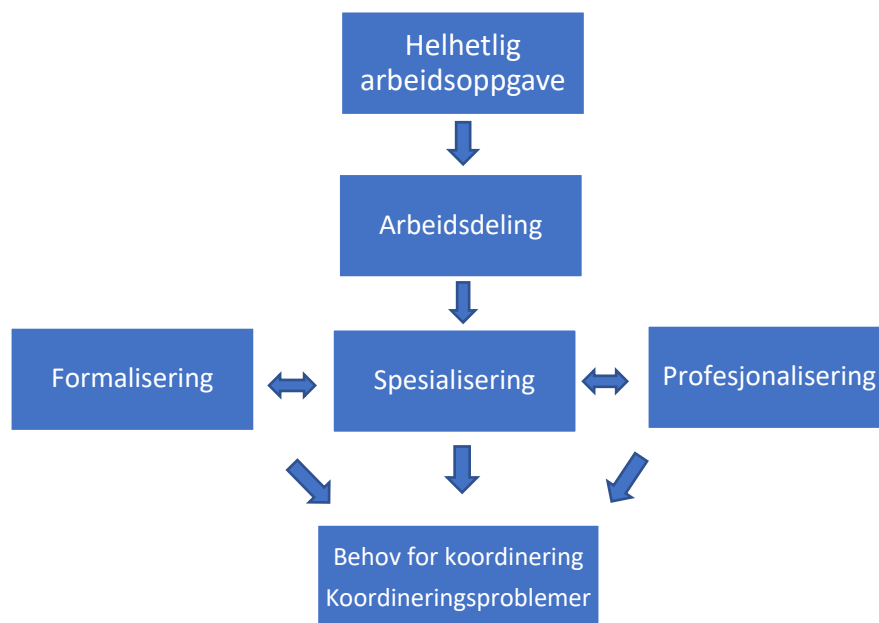 Helhetlig
arbeidsoppgave
Arbeidsdeling
Formalisering
Spesialisering
Profesjonalisering
Behov for koordinering
Koordineringsproblemer